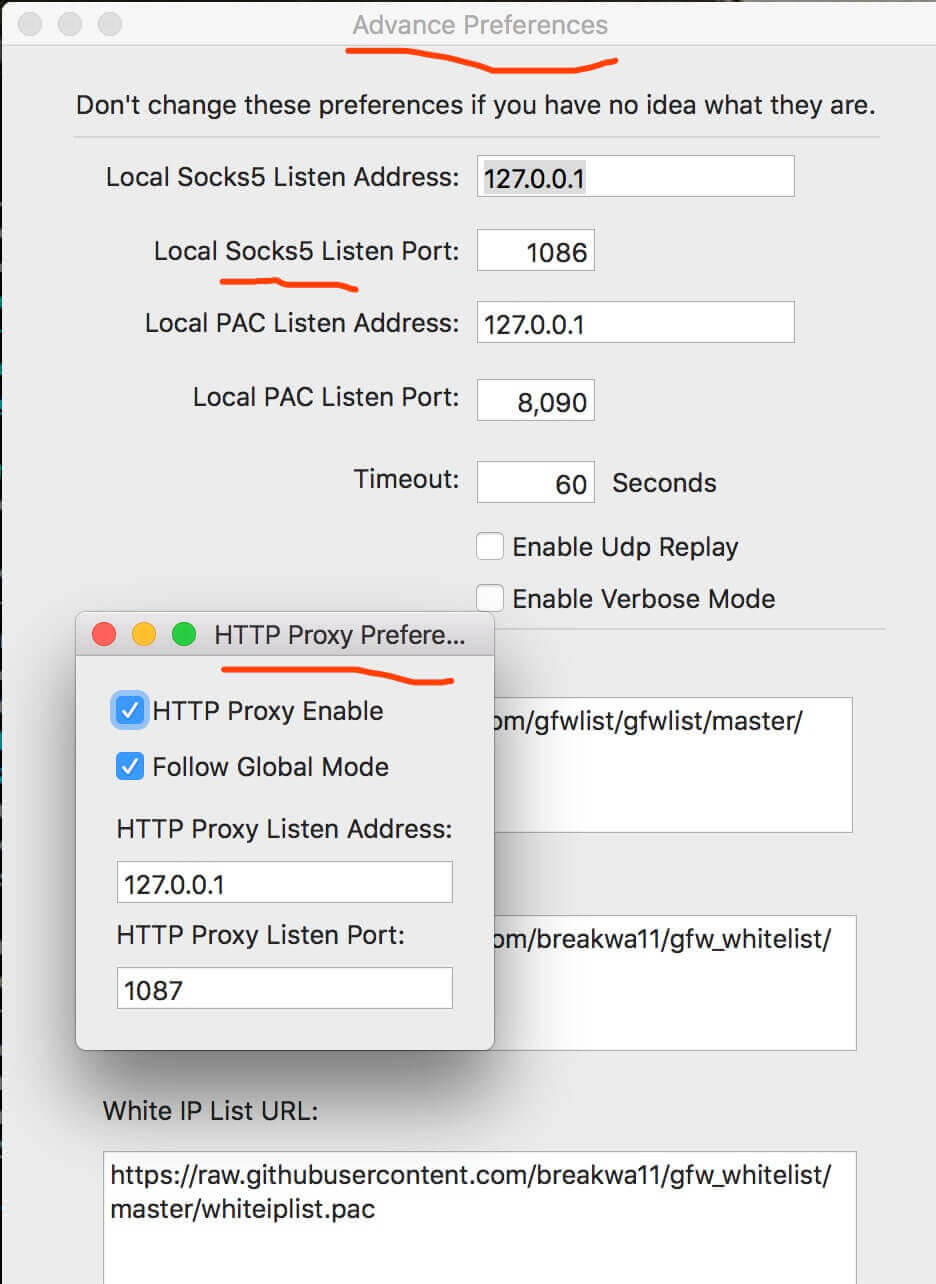 Advance Preferences
Don't change these preferences if you have no idea what they are.
Local Socks5 Listen Address: 127.0.0.1
Local Socks5 Listen Port: 1086
Local PAC Listen Address: 127.0.0.1
Local PAC Listen Port: 8,090
Timeout: 60 Seconds
Enable Udp Replay
Enable Verbose Mode
HTTP Proxy Prefere...
HTTP Proxy Enable
Follow Global Mode
HTTP Proxy Listen Address:
127.0.0.1
HTTP Proxy Listen Port:
1087
/gfwlist/gfwlist/master/
/breakwa11/gfw_whitelist/
White IP List URL:
https://raw.githubusercontent.com/breakwa11/gfw_whitelist/
master/whiteiplist.pac